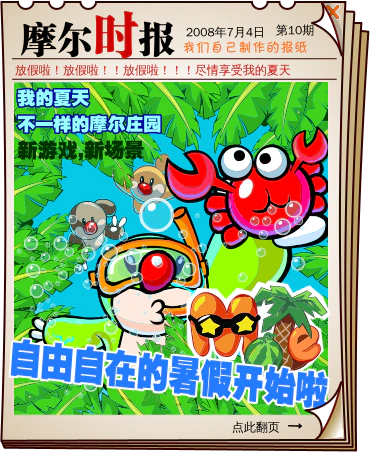 摩尔时报
2008年7月4日 第10期
我们自己制作的报纸
放假啦！放假啦！！放假啦！！！尽情享受我的夏天
我的夏天
不一样的摩尔庄园
新游戏,新场景
自由自在的暑假开始啦
点此翻页 →